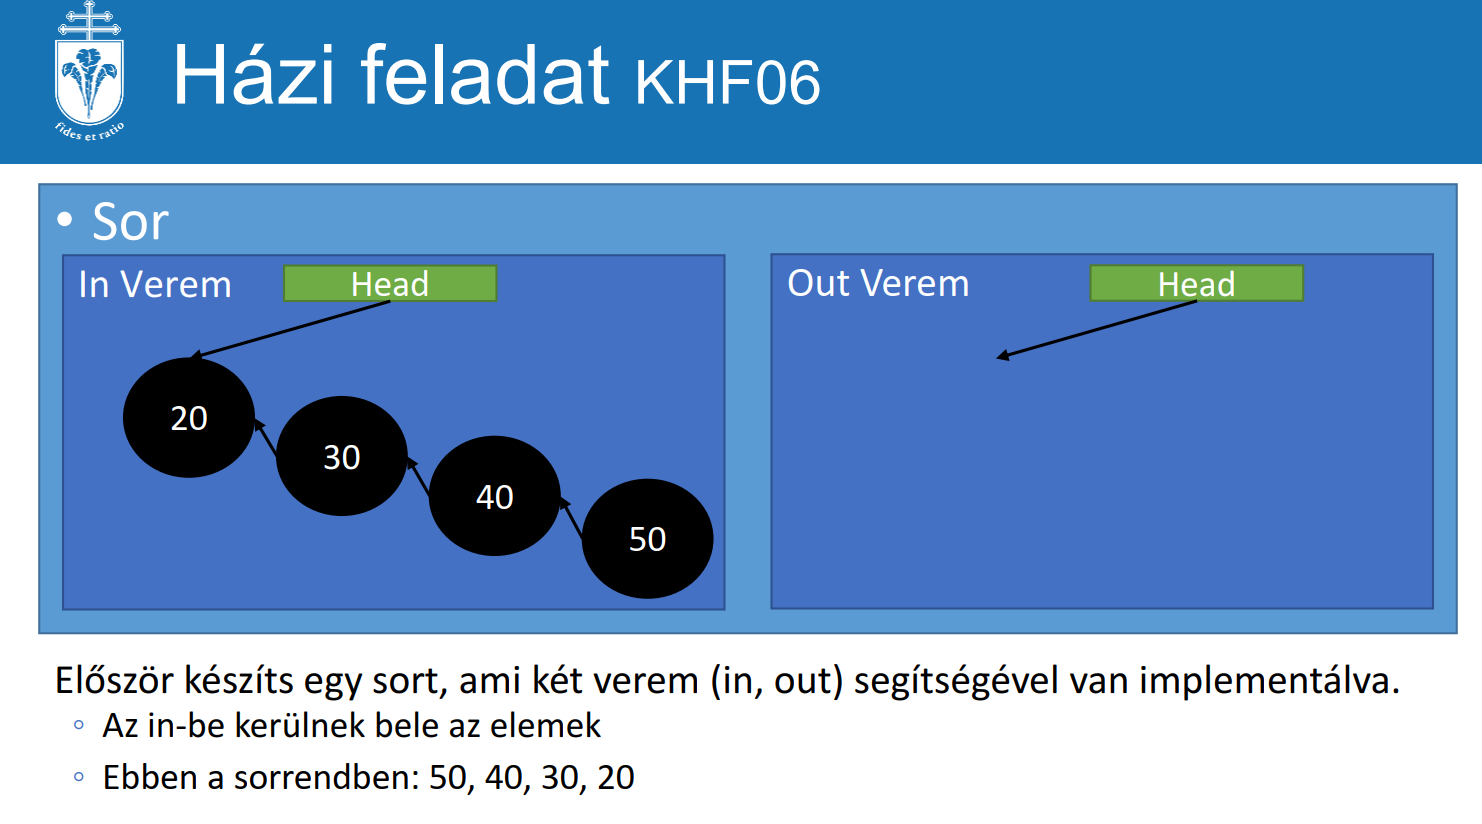 fides et ratio
Házi feladat KHF06
• Sor
In Verem
Head
20
30
40
50
Out Verem
Head
Először készíts egy sort, ami két verem (in, out) segítségével van implementálva.
◦ Az in-be kerülnek bele az elemek
◦ Ebben a sorrendben: 50, 40, 30, 20